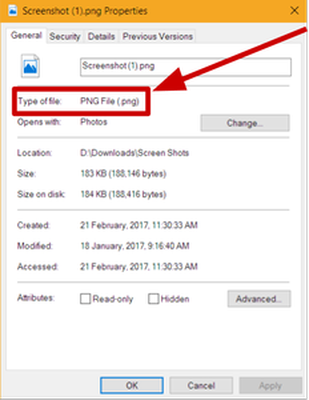 Screenshot (1).png Properties
General Security Details Previous Versions
Screenshot (1).png
Type of file: PNG File (.png)
Opens with: Photos Change...
Location: D:\Downloads\Screen Shots
Size: 183 KB (188,146 bytes)
Size on disk: 184 KB (188,416 bytes)
Created: 21 February, 2017, 11:30:33 AM
Modified: 18 January, 2017, 9:16:40 AM
Accessed: 21 February, 2017, 11:30:33 AM
Attributes: Read-only Hidden Advanced...
OK Cancel Apply